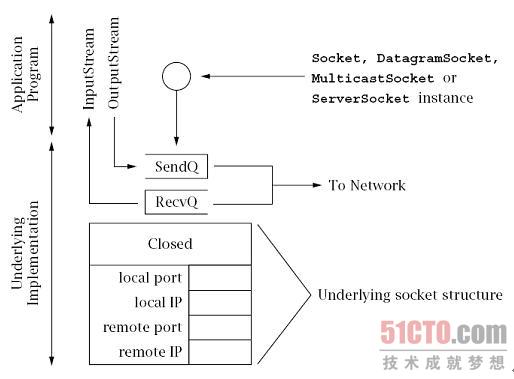 Application
Program
InputStream
OutputStream
Socket, DatagramSocket,
MulticastSocket or
ServerSocket instance
SendQ
RecvQ
To Network
Underlying
Implementation
Closed
local port
local IP
remote port
remote IP
Underlying socket structure
51CTO.com
技术成就梦想